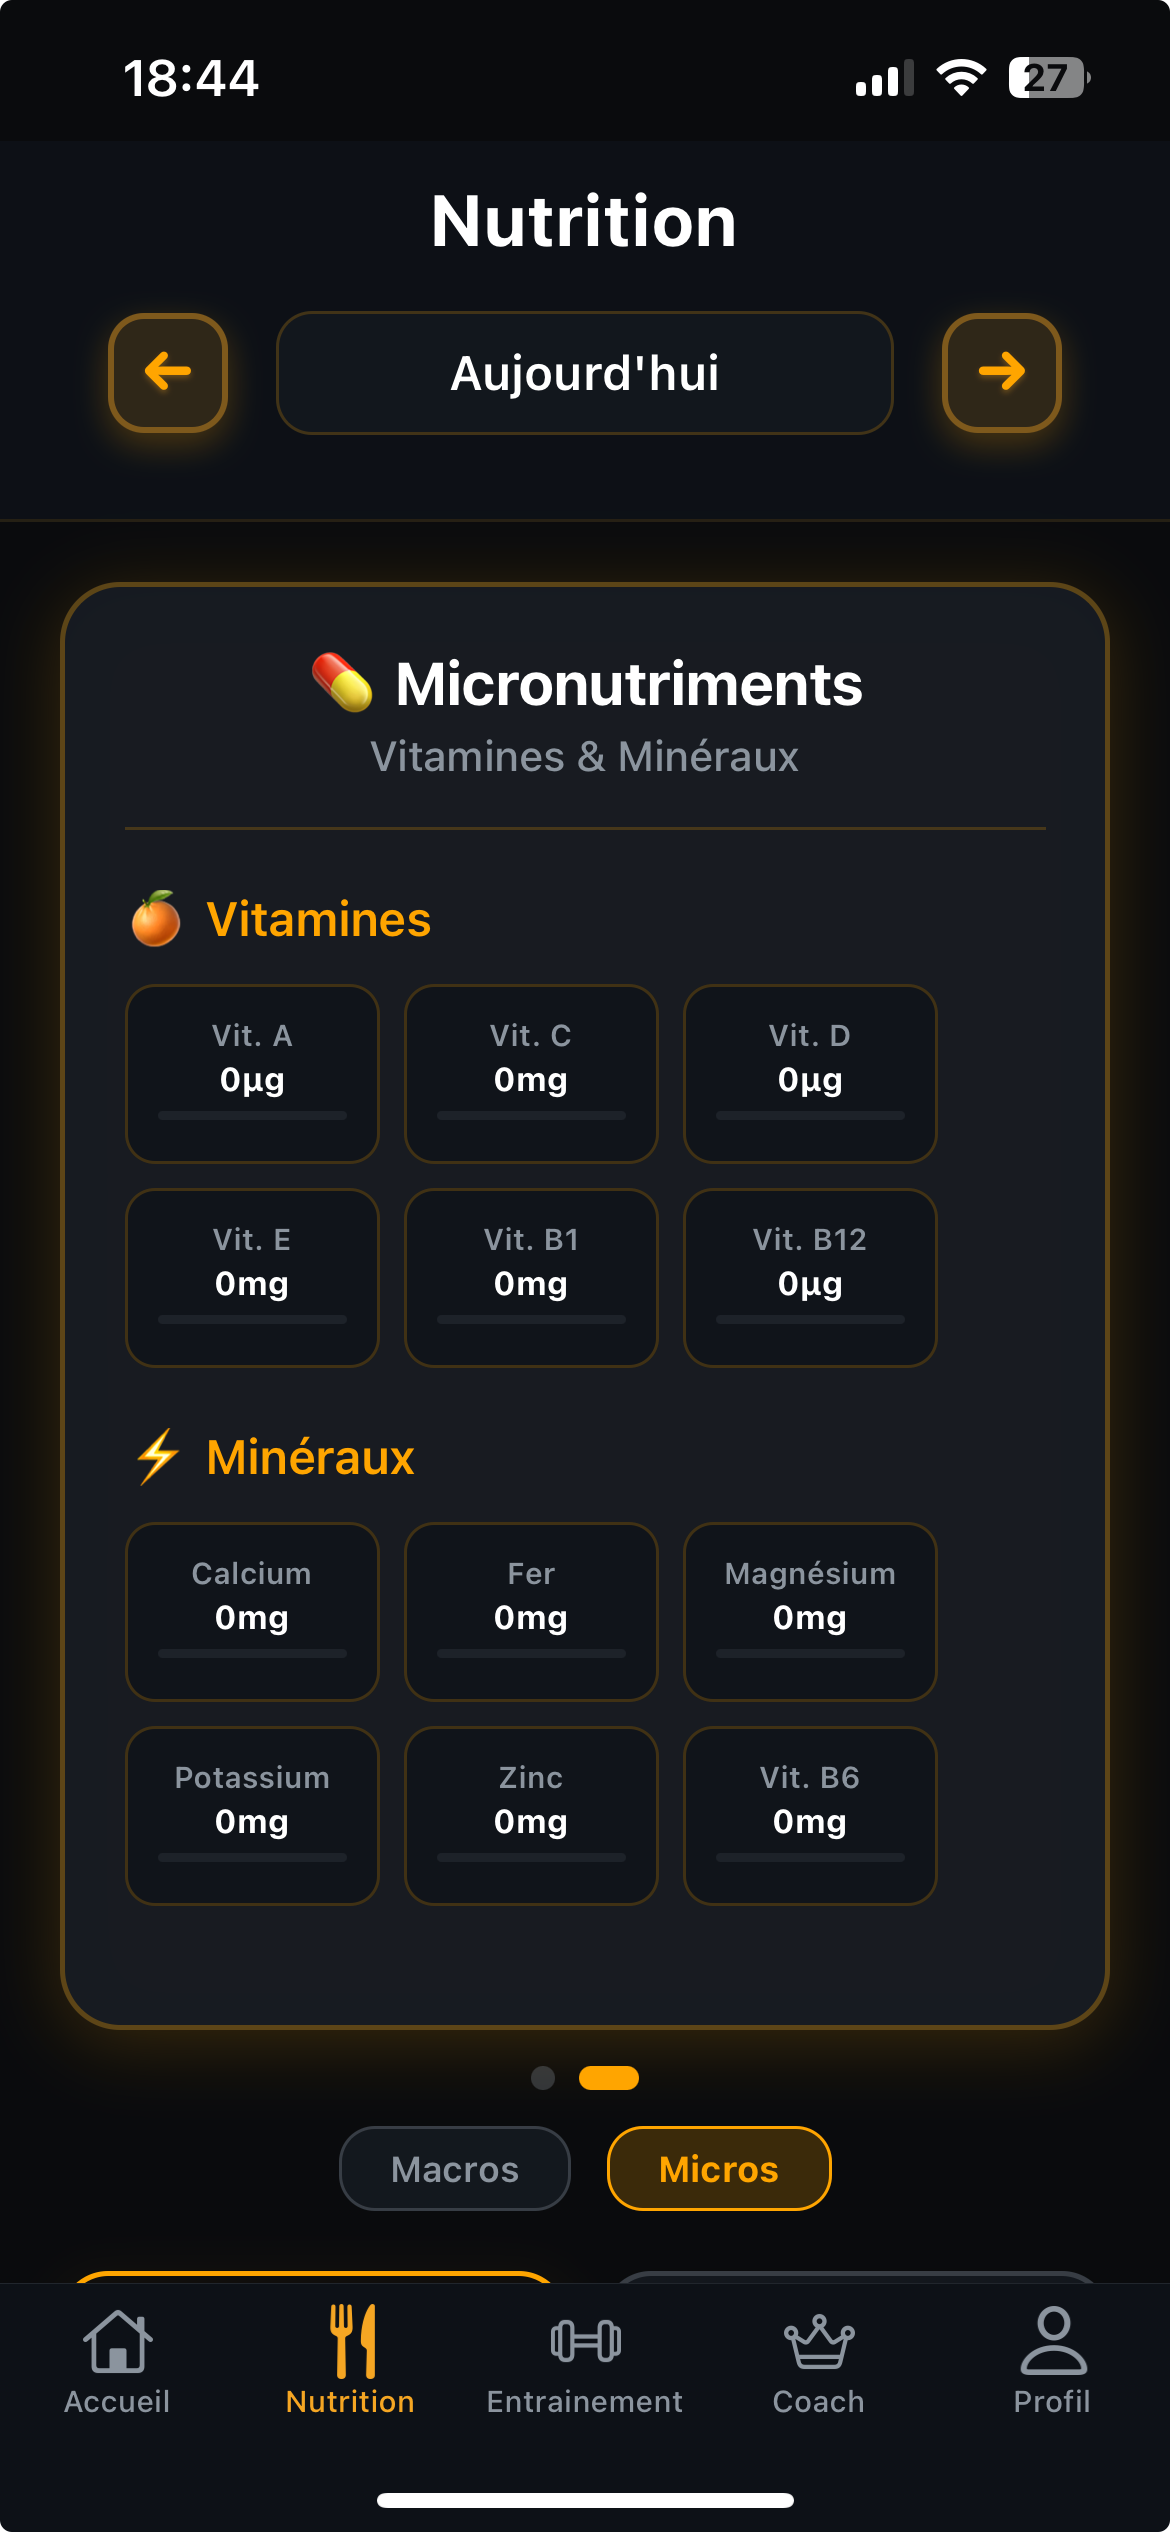 18:44
27
Nutrition
Aujourd'hui
Micronutriments
Vitamines & Minéraux
Vitamines
Vit. A
0µg
Vit. C
0mg
Vit. D
0µg
Vit. E
0mg
Vit. B1
0mg
Vit. B12
0µg
Minéraux
Calcium
0mg
Fer
0mg
Magnésium
0mg
Potassium
0mg
Zinc
0mg
Vit. B6
0mg
Macros
Micros
Accueil
Nutrition
Entrainement
Coach
Profil